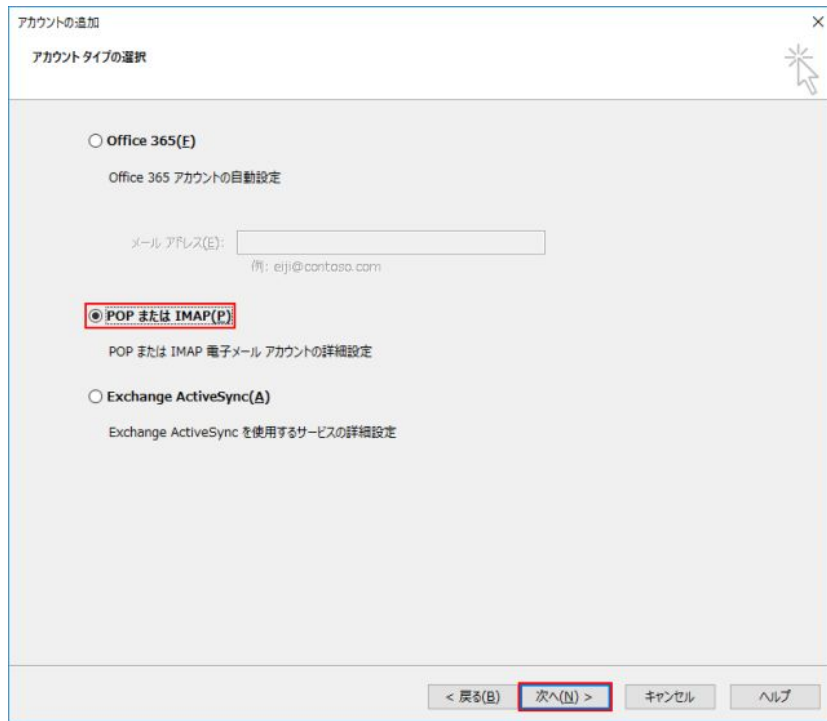 アカウントの追加
アカウント タイプの選択
Office 365(F)
Office 365 アカウントの自動設定
メール アドレス(E):
例: eiji@contoso.com
POP または IMAP(P)
POP または IMAP 電子メール アカウントの詳細設定
Exchange ActiveSync(A)
Exchange ActiveSync を使用するサービスの詳細設定
< 戻る(B) 次へ(N) > キャンセル ヘルプ